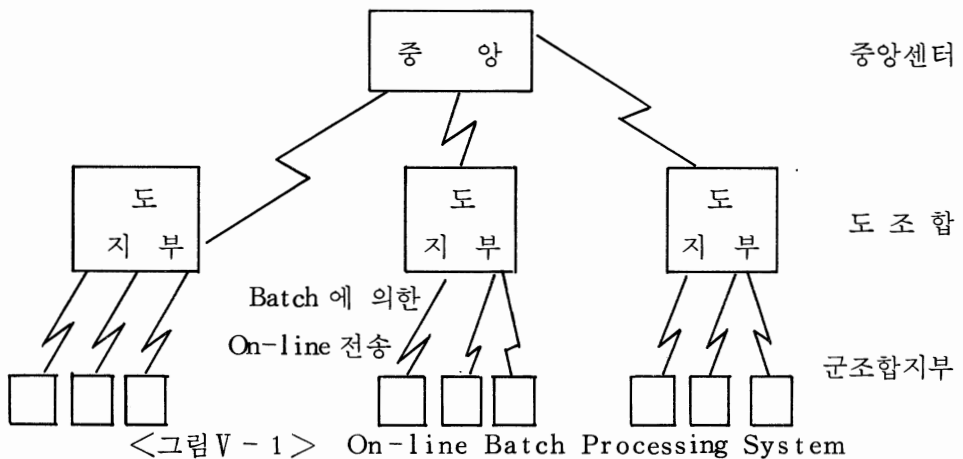 중 앙
중앙센터
도
지 부
도
지 부
도
지 부
도 조 합
Batch 에 의한
On-line 전송
군조합지부
<그림 V - 1> On-line Batch Processing System